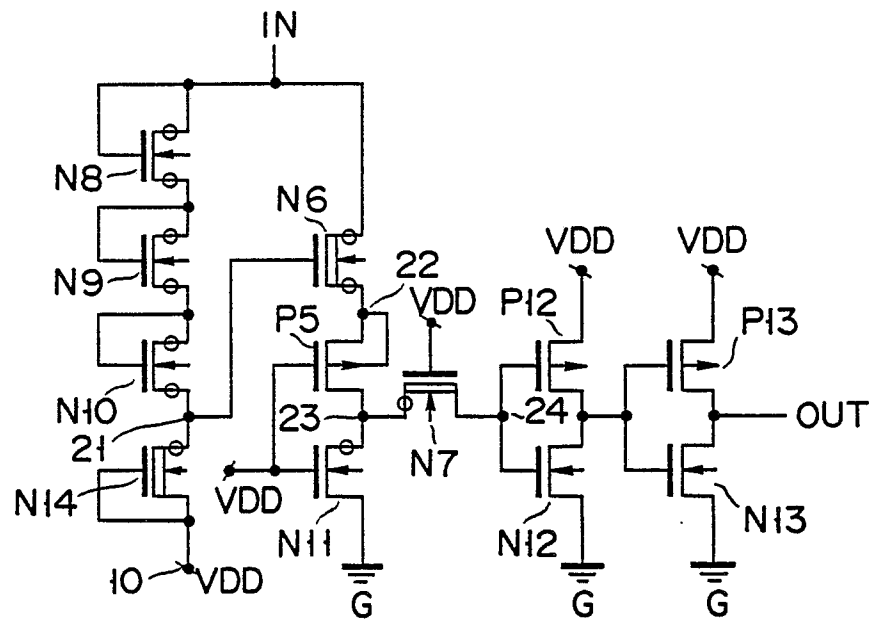 IN
N8
N6
N9
22
VDD
VDD
VDD
P5
P12
P13
N10
21
23
24
OUT
N7
N14
VDD
N11
N12
N13
10
VDD
G
G
G